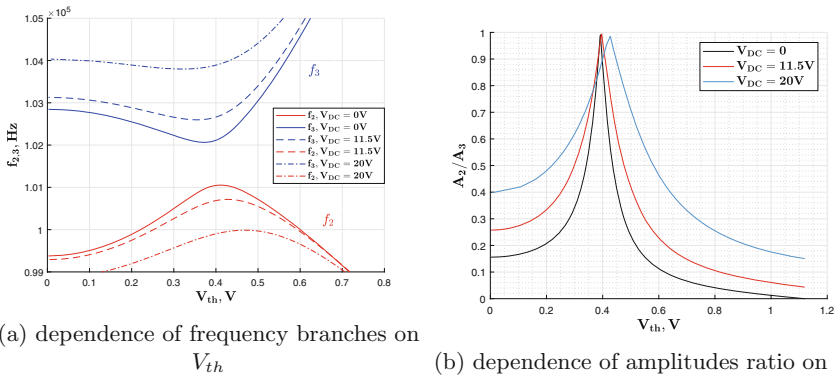 ×10⁵
1.05
1.04
1.03
1.02
1.01
1
0.99
f₂,₃, Hz
0 0.1 0.2 0.3 0.4 0.5 0.6 0.7 0.8
V_th, V
f₃
f₂
f₂, V_DC = 0V
f₃, V_DC = 0V
f₃, V_DC = 11.5V
f₂, V_DC = 11.5V
f₃, V_DC = 20V
f₂, V_DC = 20V
(a) dependence of frequency branches on
V_th
1
0.9
0.8
0.7
0.6
0.5
0.4
0.3
0.2
0.1
0
A₂/A₃
0 0.2 0.4 0.6 0.8 1 1.2
V_th, V
V_DC = 0
V_DC = 11.5V
V_DC = 20V
(b) dependence of amplitudes ratio on